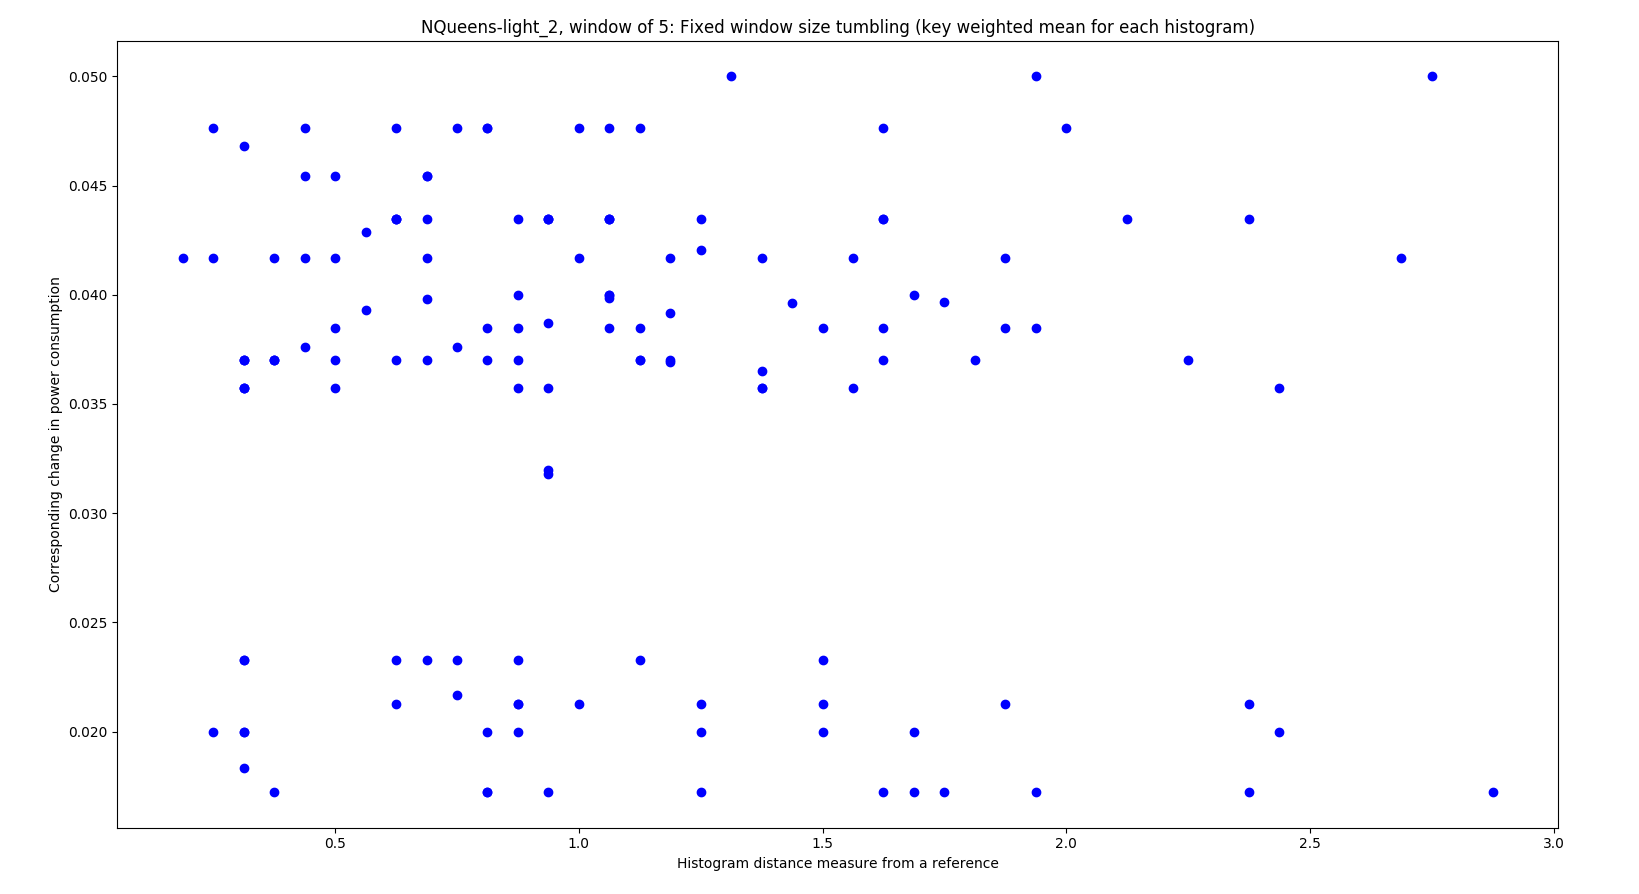 NQueens-light_2, window of 5: Fixed window size tumbling (key weighted mean for each histogram)
0.050
0.045
0.040
0.035
0.030
0.025
0.020
Corresponding change in power consumption
0.5 1.0 1.5 2.0 2.5 3.0
Histogram distance measure from a reference